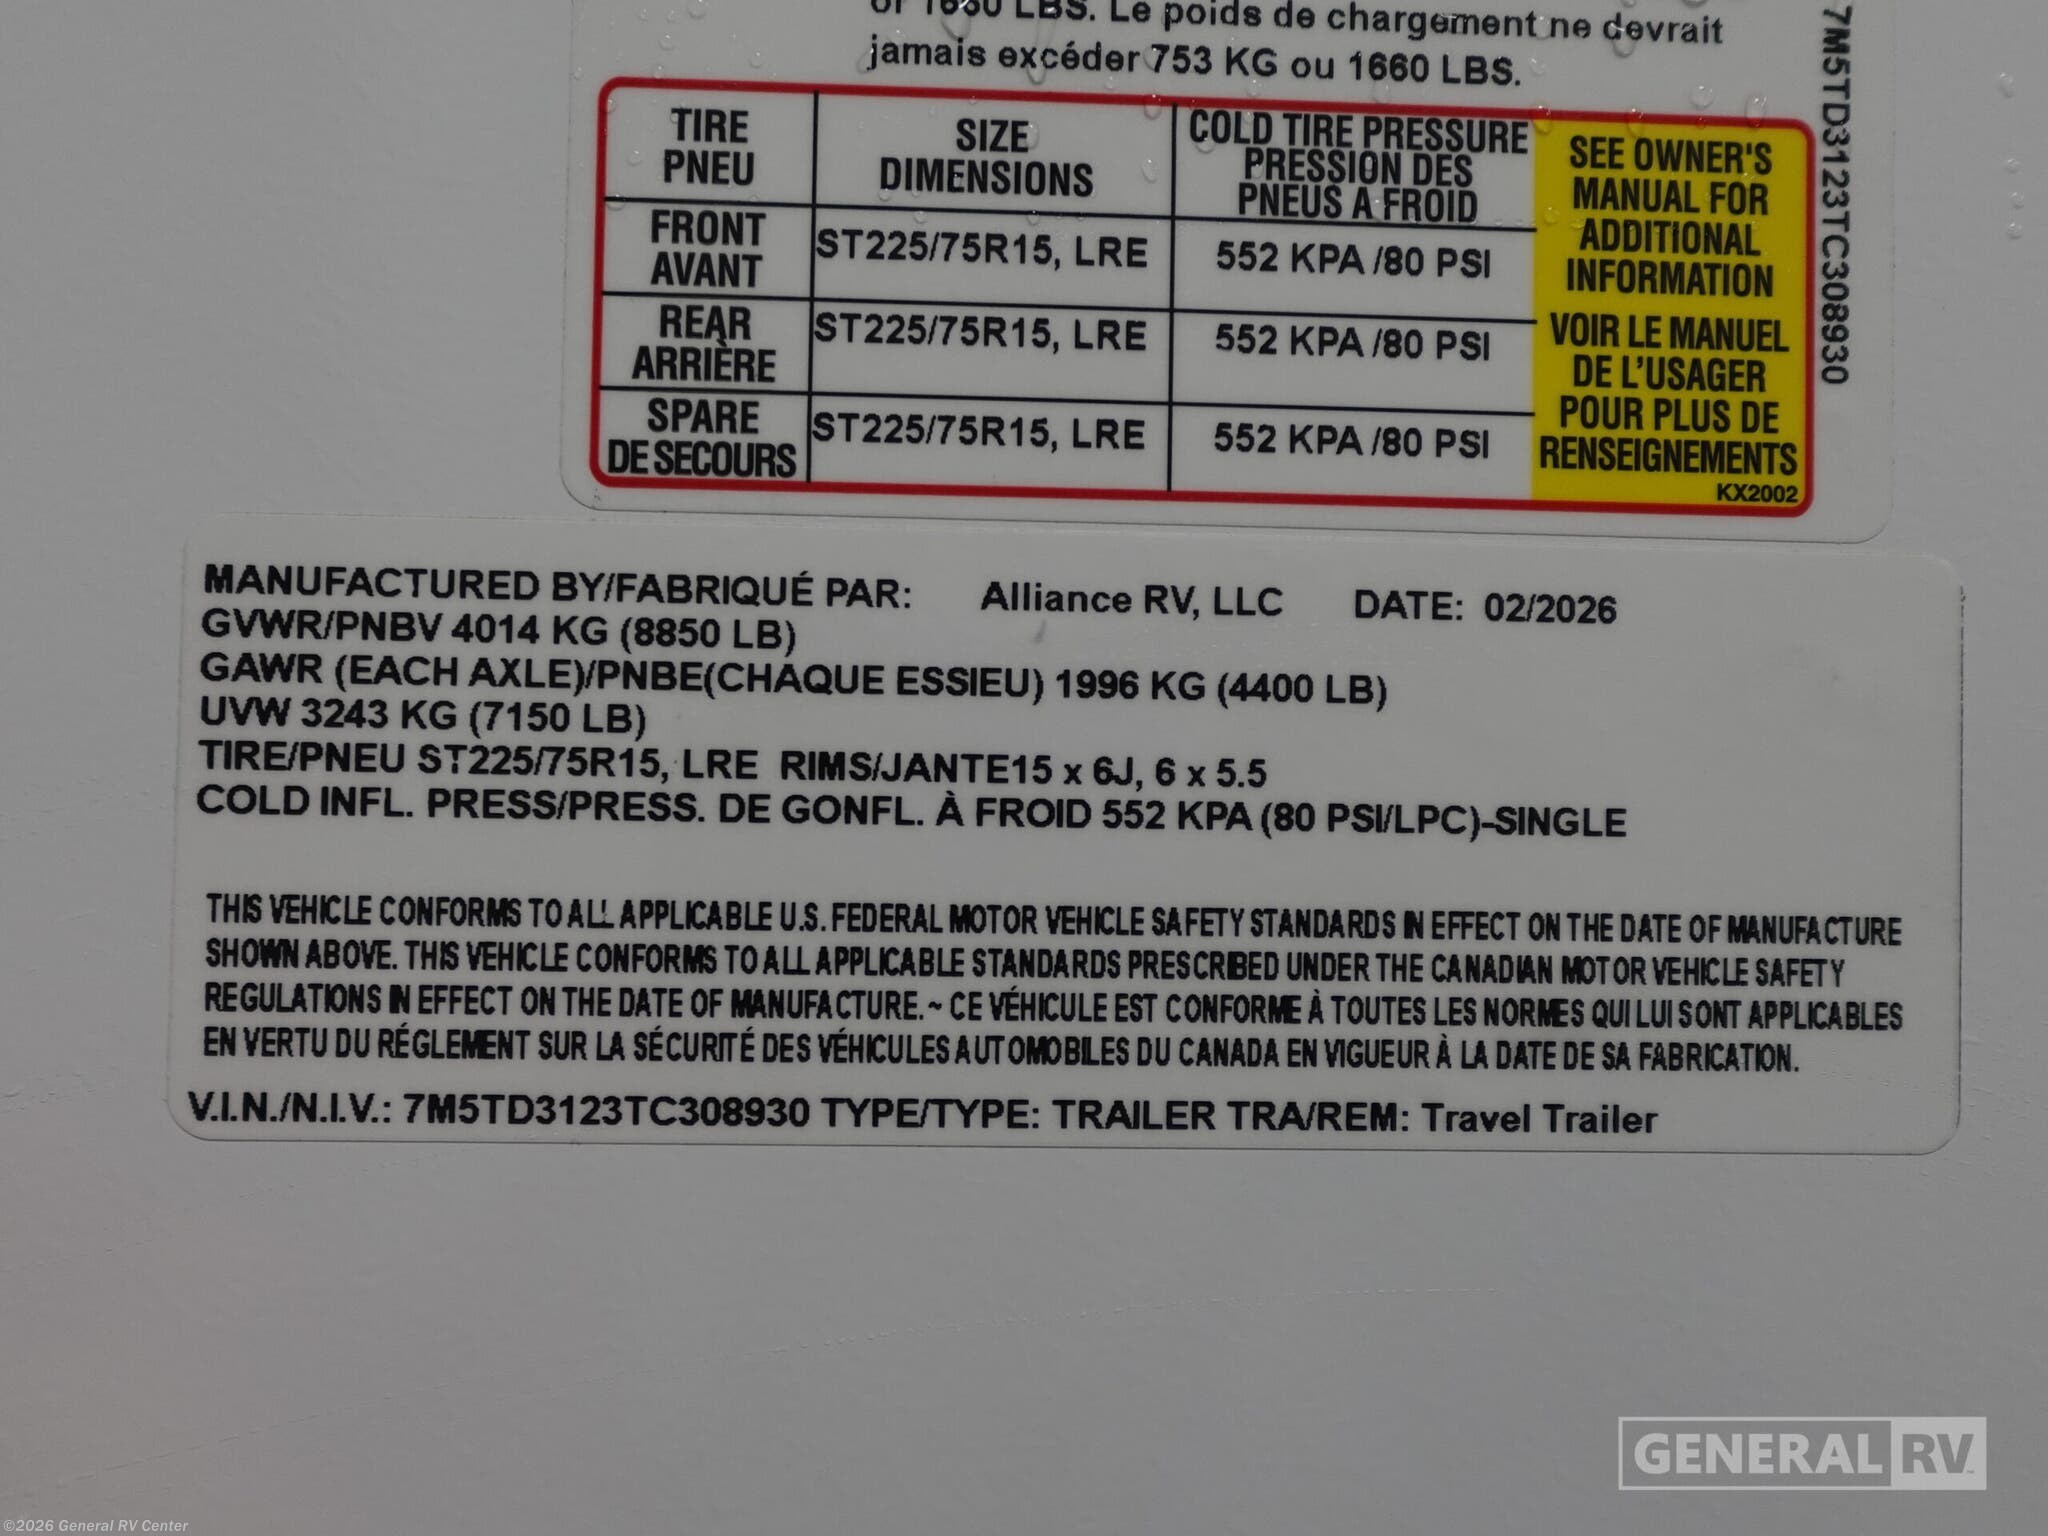 or 1660 LBS. Le poids de chargement ne devrait
jamais excéder 753 KG ou 1660 LBS.
7M5TD3123TC308930
TIRE
PNEU
SIZE
DIMENSIONS
COLD TIRE PRESSURE
PRESSION DES
PNEUS A FROID
FRONT
AVANT
ST225/75R15, LRE
552 KPA /80 PSI
REAR
ARRIÈRE
ST225/75R15, LRE
552 KPA /80 PSI
SPARE
DE SECOURS
ST225/75R15, LRE
552 KPA /80 PSI
SEE OWNER'S
MANUAL FOR
ADDITIONAL
INFORMATION
VOIR LE MANUEL
DE L'USAGER
POUR PLUS DE
RENSEIGNEMENTS
KX2002
MANUFACTURED BY/FABRIQUÉ PAR: Alliance RV, LLC DATE: 02/2026
GVWR/PNBV 4014 KG (8850 LB)
GAWR (EACH AXLE)/PNBE(CHAQUE ESSIEU) 1996 KG (4400 LB)
UVW 3243 KG (7150 LB)
TIRE/PNEU ST225/75R15, LRE RIMS/JANTE15 x 6J, 6 x 5.5
COLD INFL. PRESS/PRESS. DE GONFL. À FROID 552 KPA (80 PSI/LPC)-SINGLE
THIS VEHICLE CONFORMS TO ALL APPLICABLE U.S. FEDERAL MOTOR VEHICLE SAFETY STANDARDS IN EFFECT ON THE DATE OF MANUFACTURE
SHOWN ABOVE. THIS VEHICLE CONFORMS TO ALL APPLICABLE STANDARDS PRESCRIBED UNDER THE CANADIAN MOTOR VEHICLE SAFETY
REGULATIONS IN EFFECT ON THE DATE OF MANUFACTURE. ~ CE VÉHICULE EST CONFORME À TOUTES LES NORMES QUI LUI SONT APPLICABLES
EN VERTU DU RÉGLEMENT SUR LA SÉCURITÉ DES VÉHICULES AUTOMOBILES DU CANADA EN VIGUEUR À LA DATE DE SA FABRICATION.
V.I.N./N.I.V.: 7M5TD3123TC308930 TYPE/TYPE: TRAILER TRA/REM: Travel Trailer
GENERAL RV
©2026 General RV Center